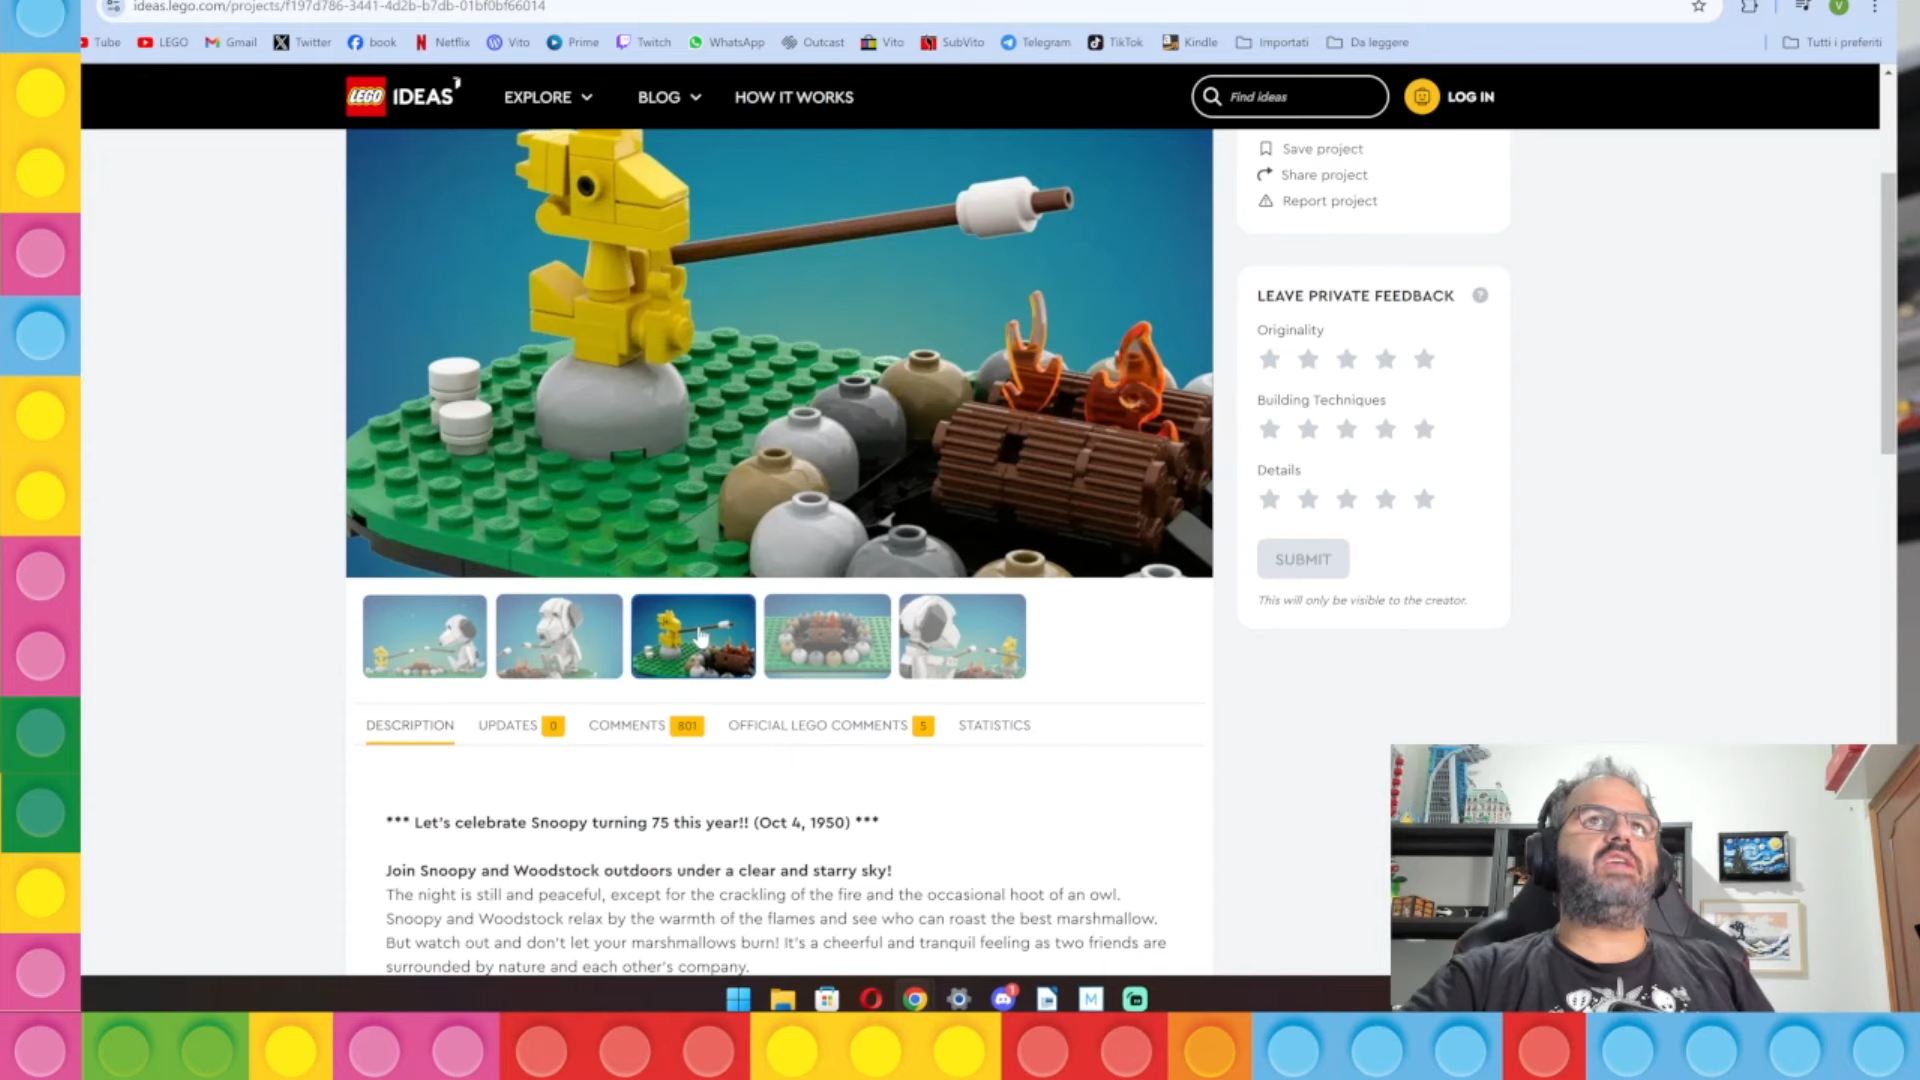 ideas.lego.com/projects/f197d786-3441-4d2b-b7db-01bf0bf66014
Tube LEGO Gmail Twitter book Netflix Vito Prime Twitch WhatsApp Outcast Vito SubVito Telegram TikTok Kindle Importati Da leggere Tutti i preferiti
LEGO IDEAS EXPLORE BLOG HOW IT WORKS Find ideas LOG IN
Save project
Share project
Report project
LEAVE PRIVATE FEEDBACK ?
Originality
Building Techniques
Details
SUBMIT
This will only be visible to the creator.
DESCRIPTION UPDATES 0 COMMENTS 801 OFFICIAL LEGO COMMENTS 5 STATISTICS
*** Let's celebrate Snoopy turning 75 this year!! (Oct 4, 1950) ***
Join Snoopy and Woodstock outdoors under a clear and starry sky!
The night is still and peaceful, except for the crackling of the fire and the occasional hoot of an owl.
Snoopy and Woodstock relax by the warmth of the flames and see who can roast the best marshmallow.
But watch out and don't let your marshmallows burn! It's a cheerful and tranquil feeling as two friends are
surrounded by nature and each other's company.
V
1
M